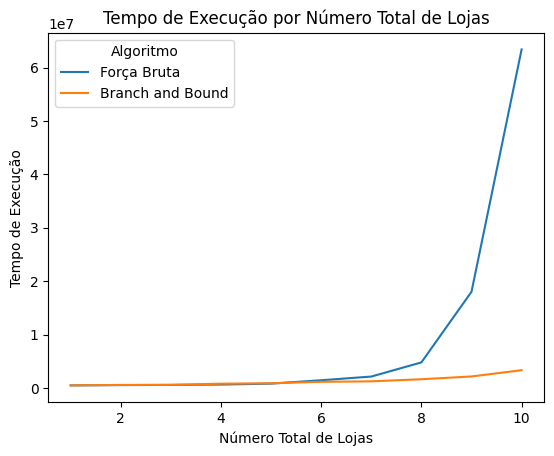 Tempo de Execução por Número Total de Lojas
1e7
Algoritmo
Força Bruta
Branch and Bound
Tempo de Execução
6
5
4
3
2
1
0
2
4
6
8
10
Número Total de Lojas